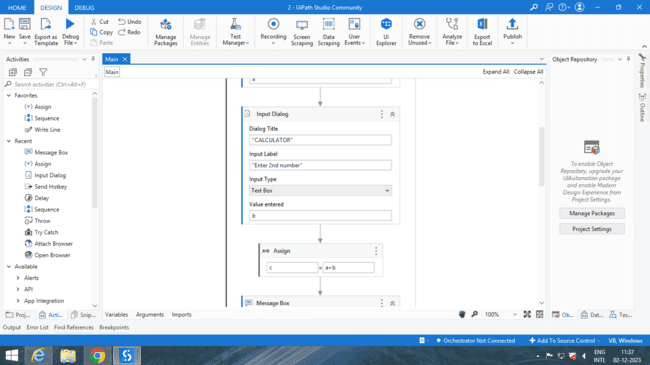 HOME
DESIGN
DEBUG
2 - UiPath Studio Community
New
Save
Export as Template
Debug File
Cut
Copy
Paste
Undo
Redo
Manage Packages
Manage Entities
Test Manager
Recording
Screen Scraping
Data Scraping
User Events
UI Explorer
Remove Unused
Analyze File
Export to Excel
Publish
Activities
Search activities (Ctrl+Alt+F)
Favorites
Assign
Sequence
Write Line
Recent
Message Box
Assign
Input Dialog
Send Hotkey
Delay
Sequence
Throw
Try Catch
Attach Browser
Open Browser
Available
Alerts
API
App Integration
Proj...
Acti...
Snip...
Main
Main
Expand All
Collapse All
Input Dialog
Dialog Title
"CALCULATOR"
Input Label
"Enter 2nd number"
Input Type
Text Box
Value entered
b
Assign
c = a+b
Message Box
Variables
Arguments
Imports
100%
Object Repository
To enable Object
Repository, upgrade your
UIAutomation package
and enable Modern
Design Experience from
Project Settings.
Manage Packages
Project Settings
Ob...
Dat...
Tes...
Properties
Outline
Output
Error List
Find References
Breakpoints
Orchestrator Not Connected
Add To Source Control
VB, Windows
ENG
INTL
11:37
02-12-2023